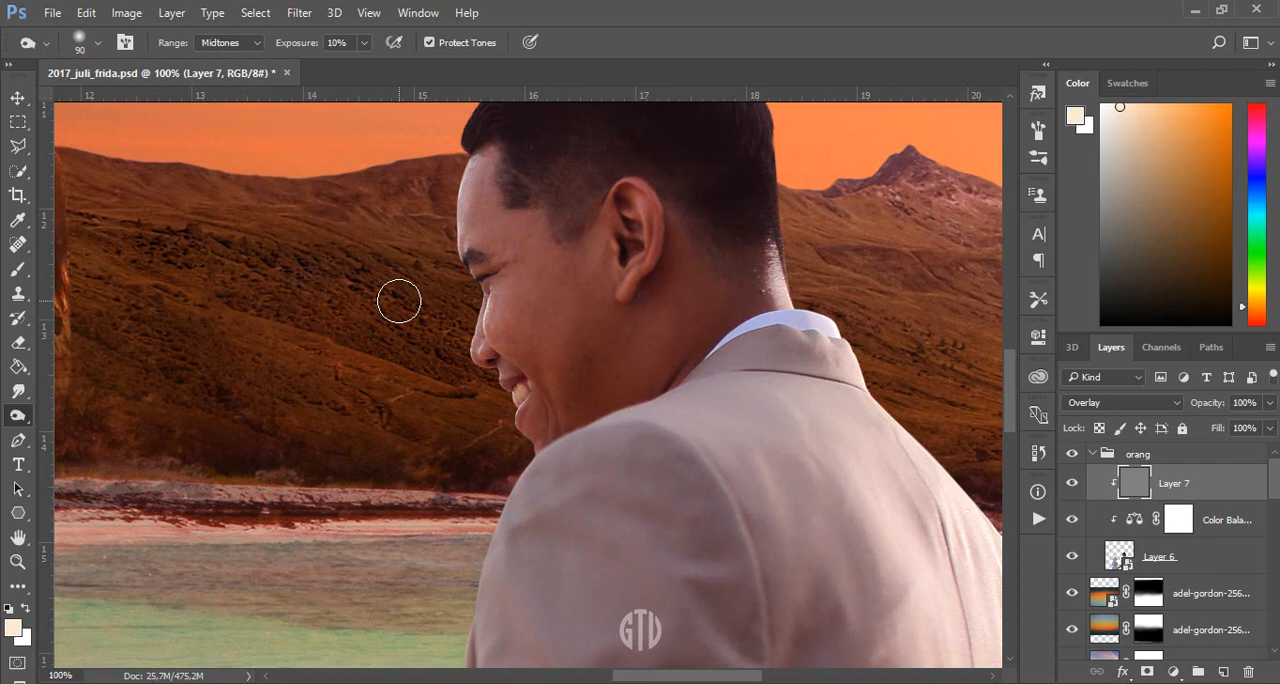 Ps File Edit Image Layer Type Select Filter 3D View Window Help
90 Range: Midtones Exposure: 10% Protect Tones
2017_juli_frida.psd @ 100% (Layer 7, RGB/8#) * ×
12 13 14 15 16 17 18 19 20
Color Swatches
3D Layers Channels Paths
Kind
Overlay Opacity: 100%
Lock: Fill: 100%
orang
Layer 7
Color Bala...
Layer 6
adel-gordon-256...
adel-gordon-256...
GTV
100% Doc: 25,7M/475,2M